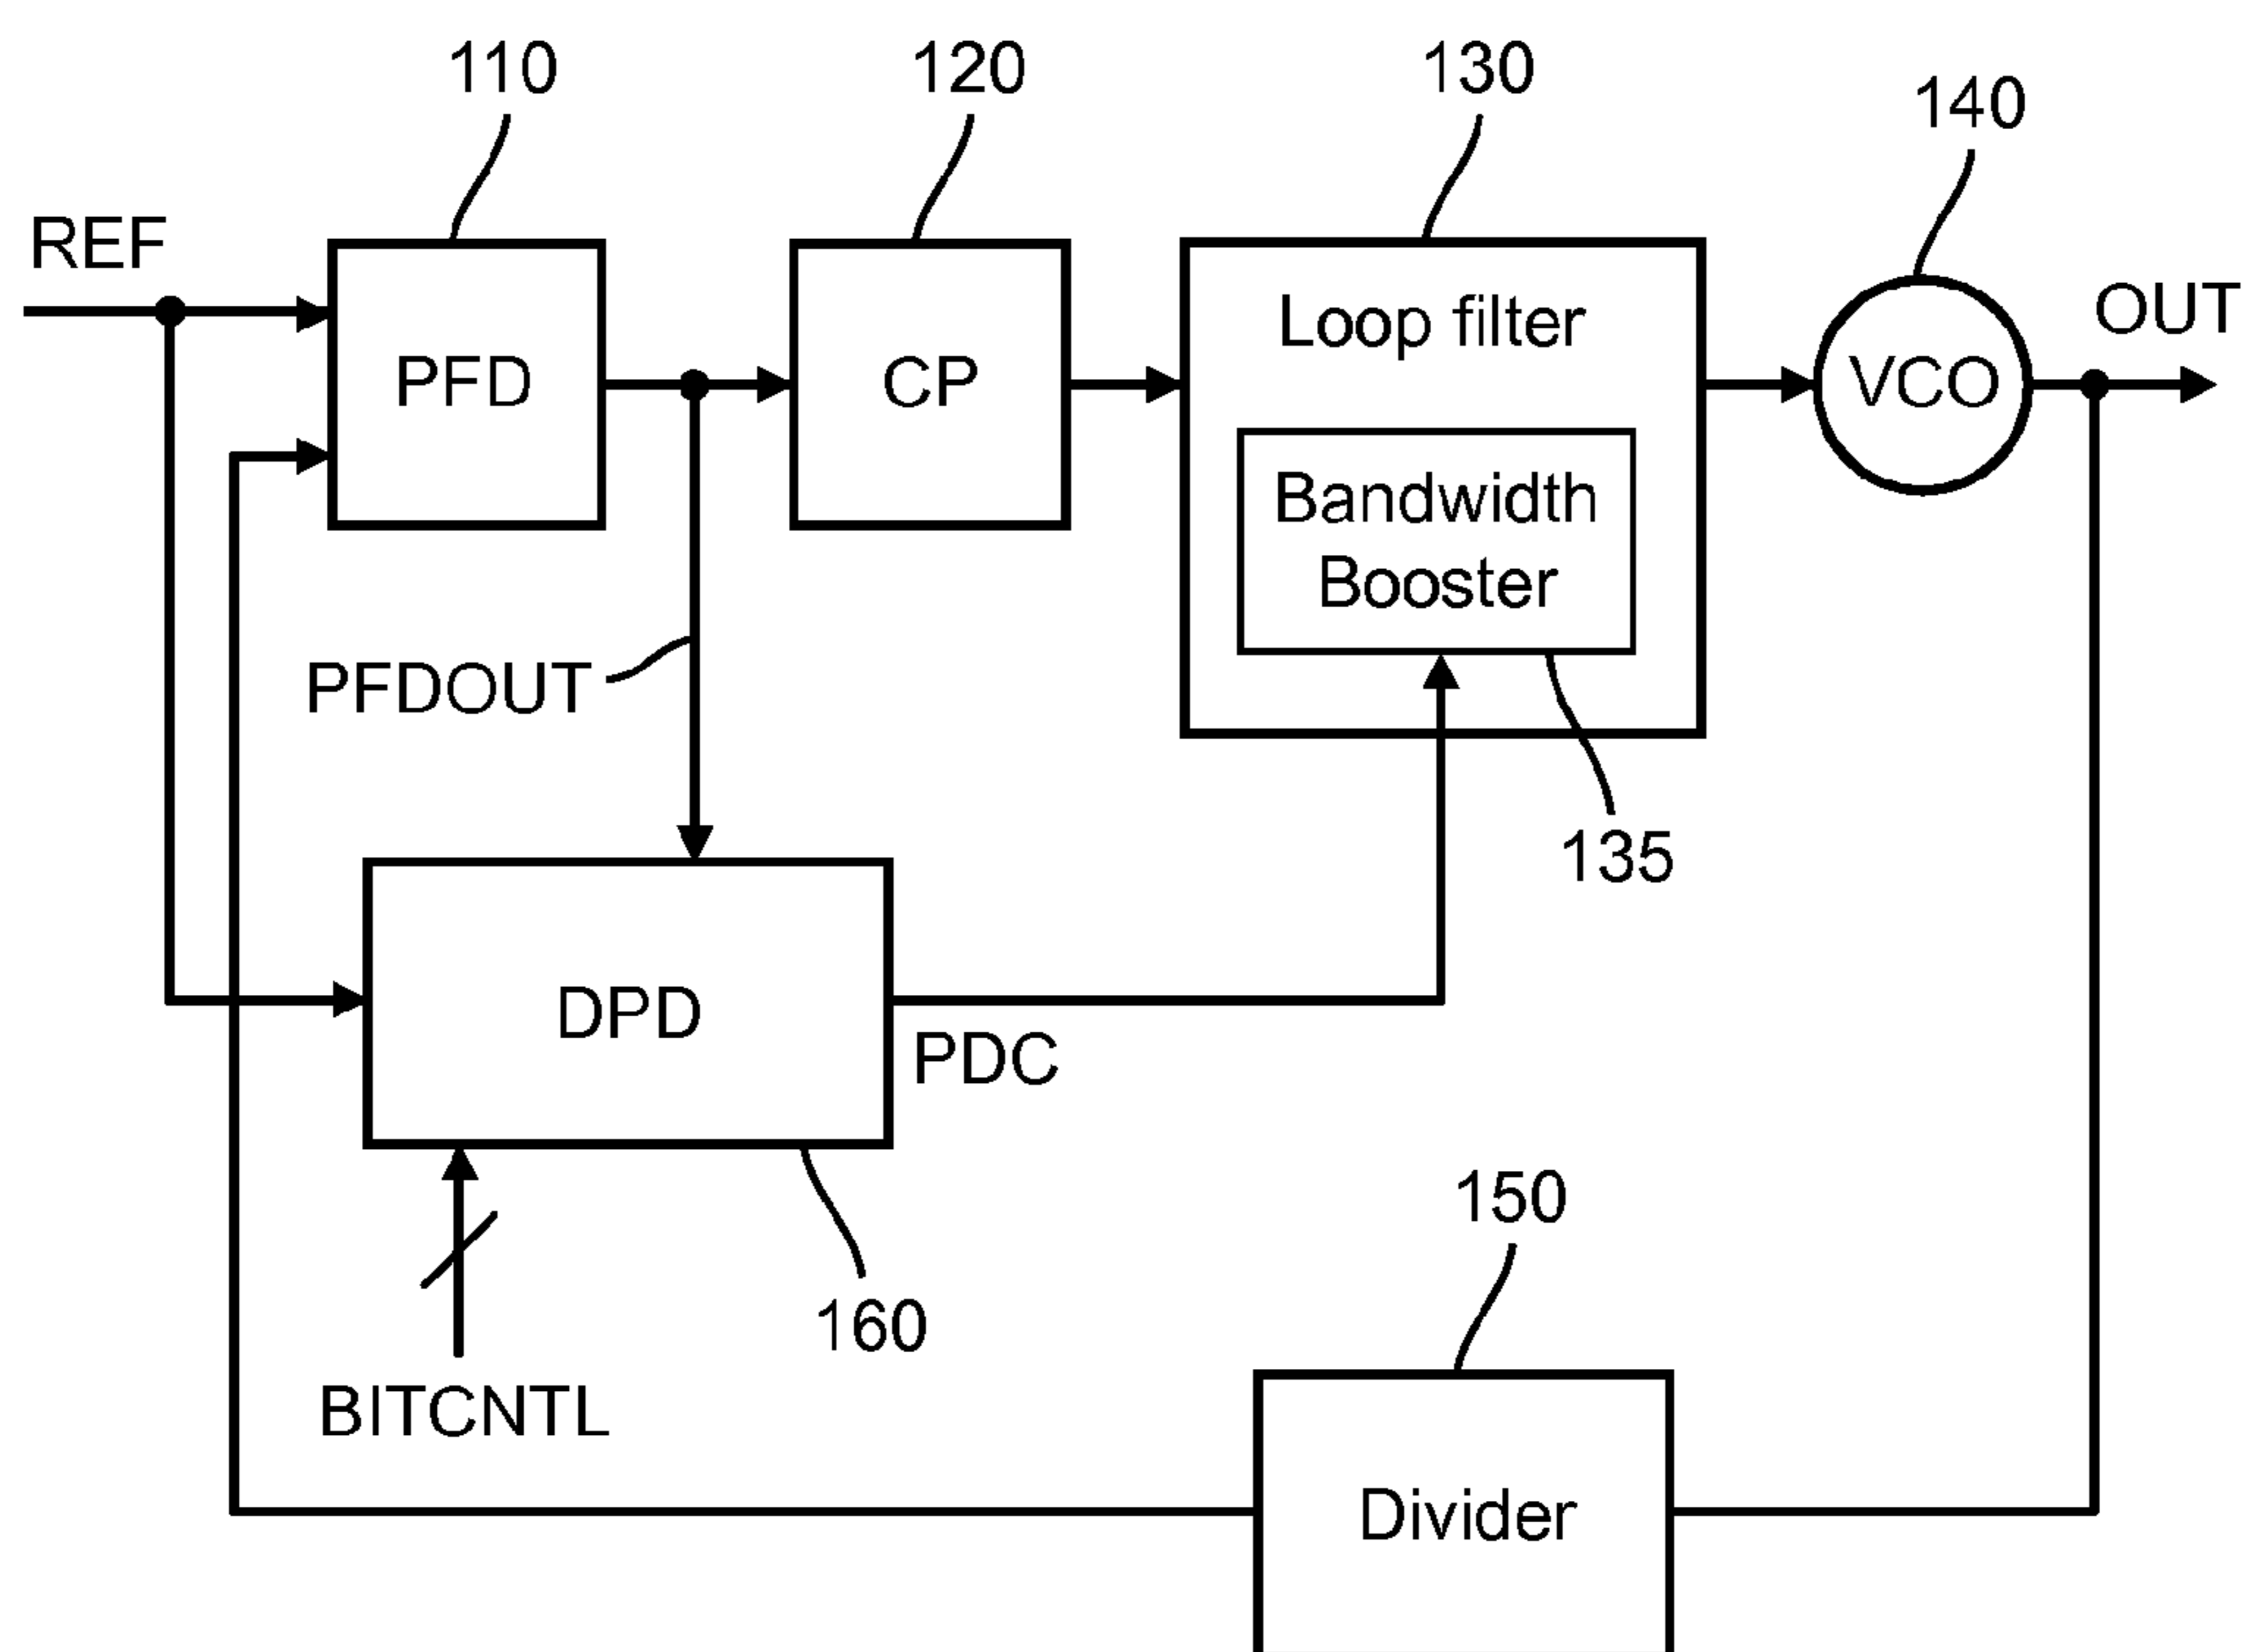 110
120
130
140
REF
OUT
PFD
CP
Loop filter
VCO
Bandwidth
Booster
PFDOUT
135
DPD
PDC
150
160
BITCNTL
Divider